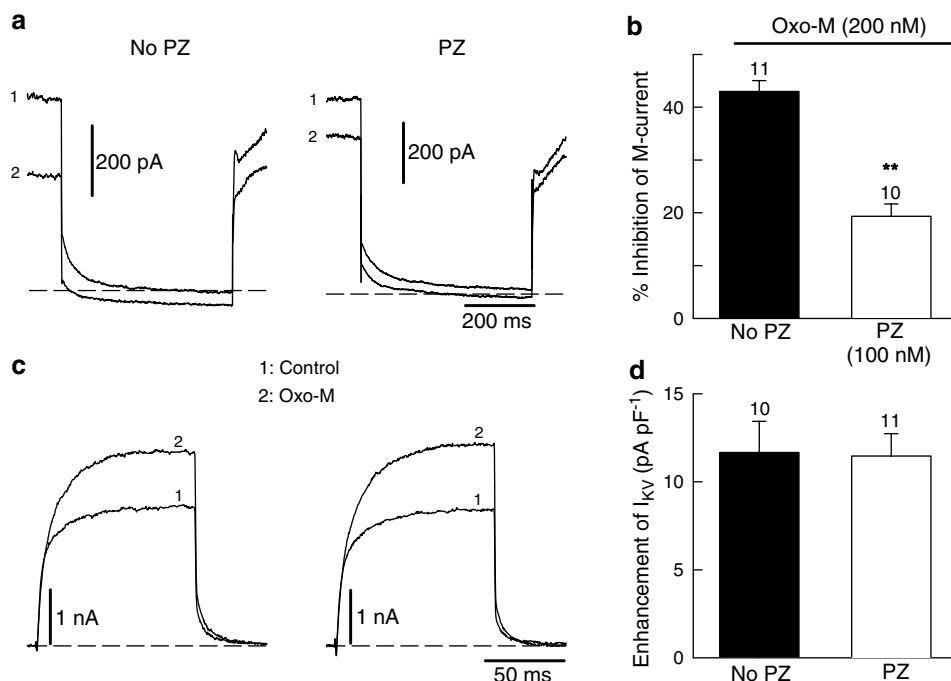 a
No PZ
PZ
1
2
200 pA
1
2
200 pA
200 ms
b
Oxo-M (200 nM)
% Inhibition of M-current
40
20
0
11
**
10
No PZ
PZ
(100 nM)
c
1: Control
2: Oxo-M
2
1
1 nA
2
1
1 nA
50 ms
d
Enhancement of I_KV (pA pF⁻¹)
15
10
5
0
10
11
No PZ
PZ